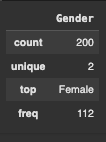 Gender
count 200
unique 2
top Female
freq 112